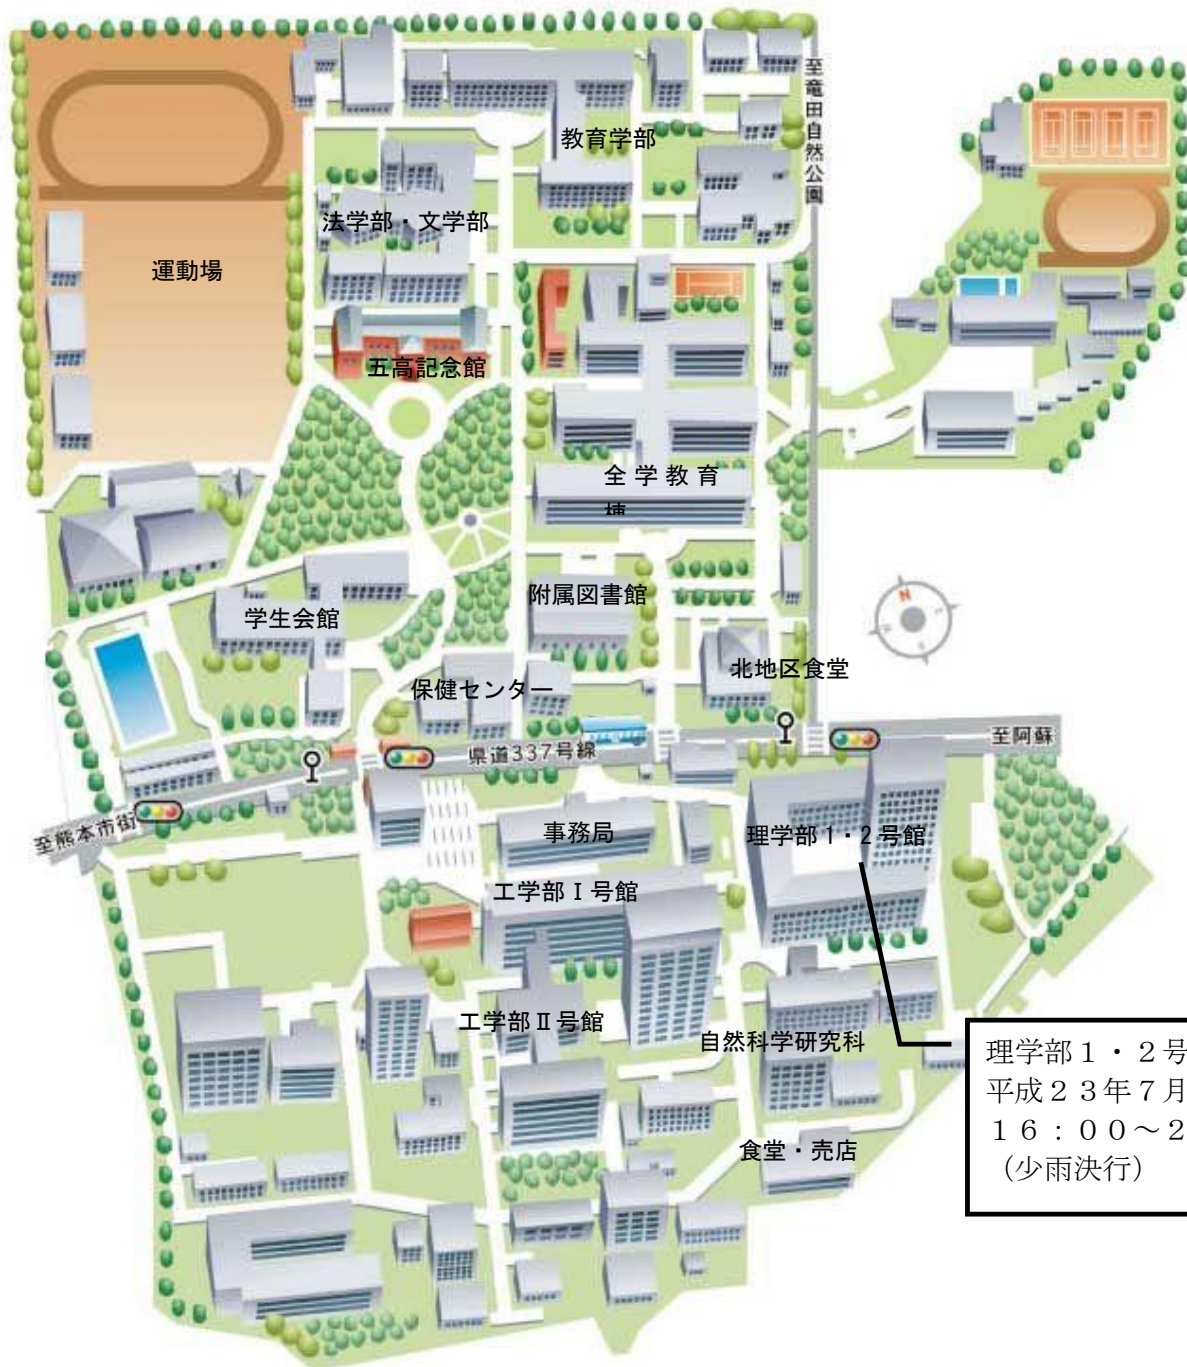 至竜田自然公園
教育学部
法学部・文学部
運動場
五高記念館
全学教育
棟
附属図書館
学生会館
北地区食堂
保健センター
N
県道337号線
至阿蘇
至熊本市街
事務局
理学部1・2号館
工学部Ⅰ号館
工学部Ⅱ号館
自然科学研究科
食堂・売店
理学部1・2号
平成23年7月
16:00~2
(少雨決行)